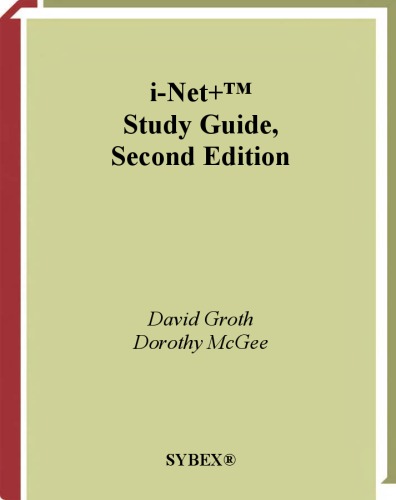 i-Net+™
Study Guide,
Second Edition
David Groth
Dorothy McGee
SYBEX®